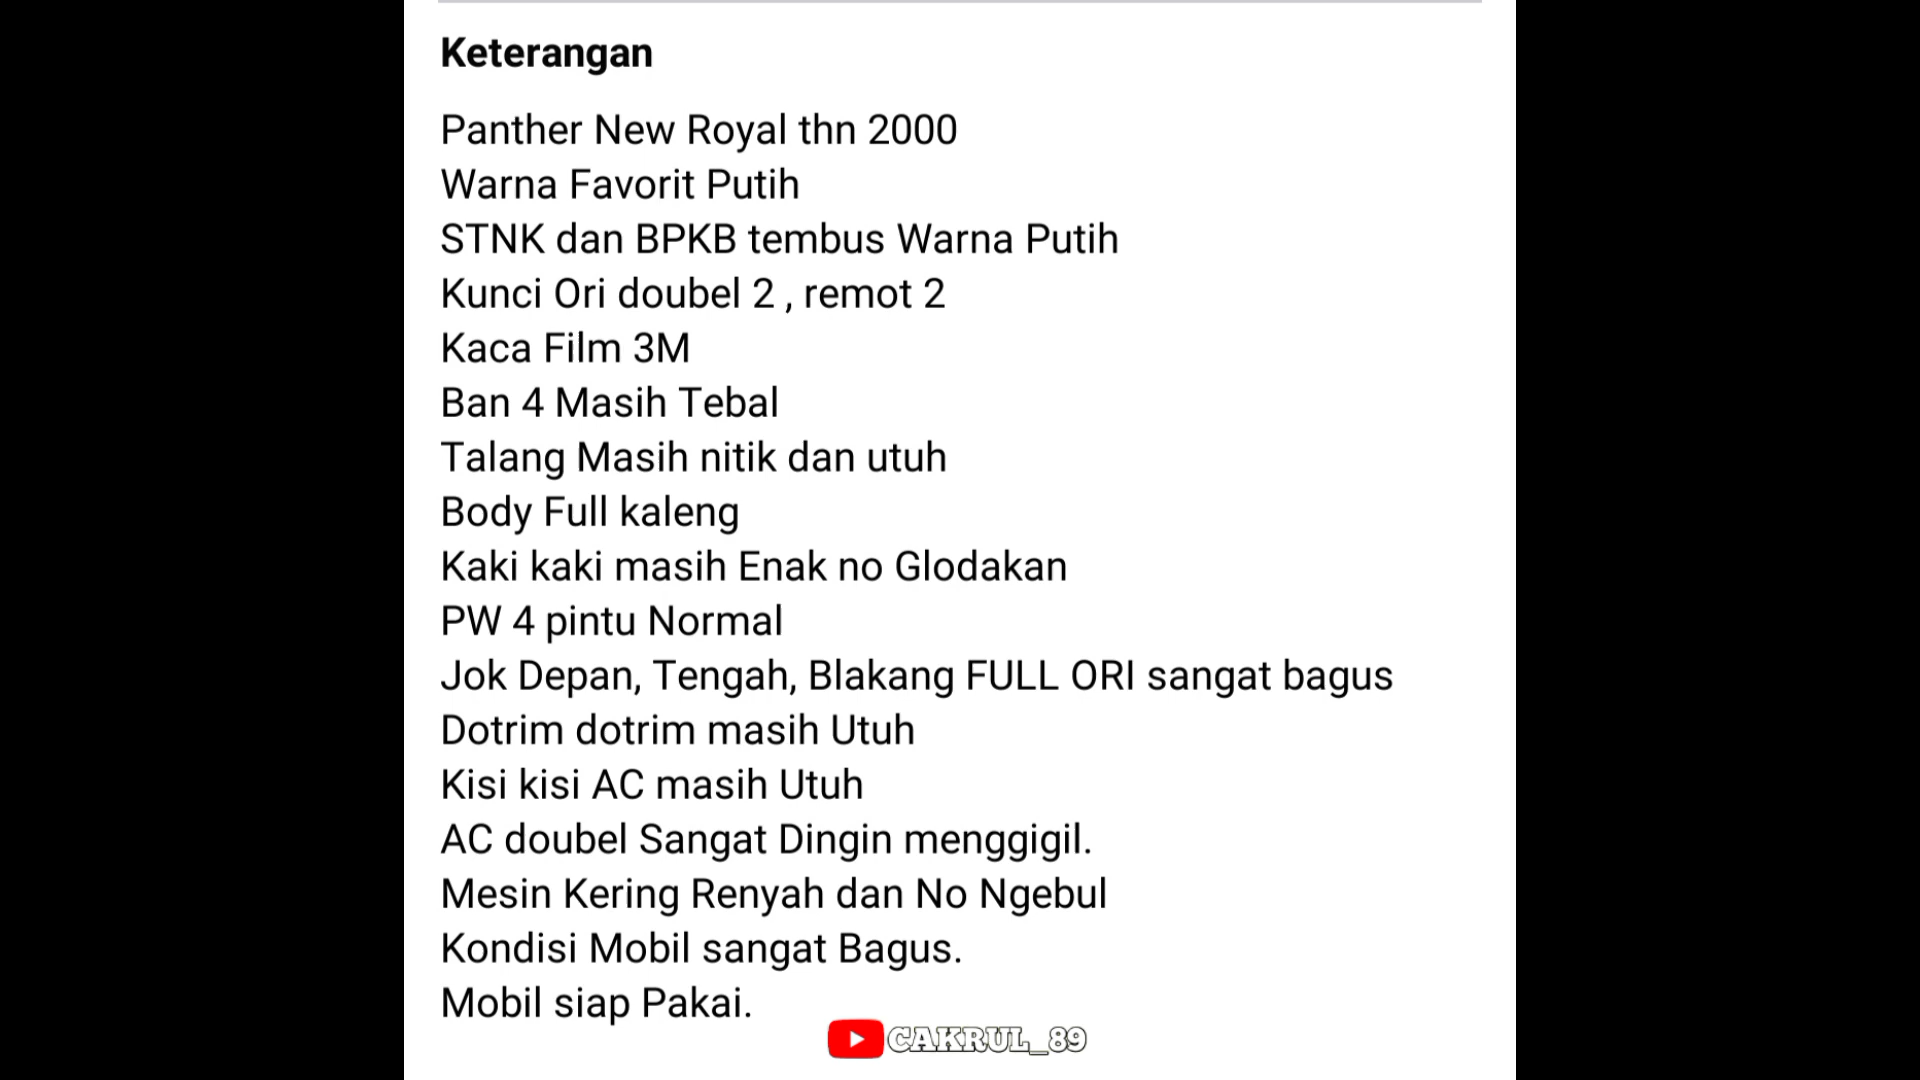 Keterangan
Panther New Royal thn 2000
Warna Favorit Putih
STNK dan BPKB tembus Warna Putih
Kunci Ori doubel 2 , remot 2
Kaca Film 3M
Ban 4 Masih Tebal
Talang Masih nitik dan utuh
Body Full kaleng
Kaki kaki masih Enak no Glodakan
PW 4 pintu Normal
Jok Depan, Tengah, Blakang FULL ORI sangat bagus
Dotrim dotrim masih Utuh
Kisi kisi AC masih Utuh
AC doubel Sangat Dingin menggigil.
Mesin Kering Renyah dan No Ngebul
Kondisi Mobil sangat Bagus.
Mobil siap Pakai.
CAKRUL_89